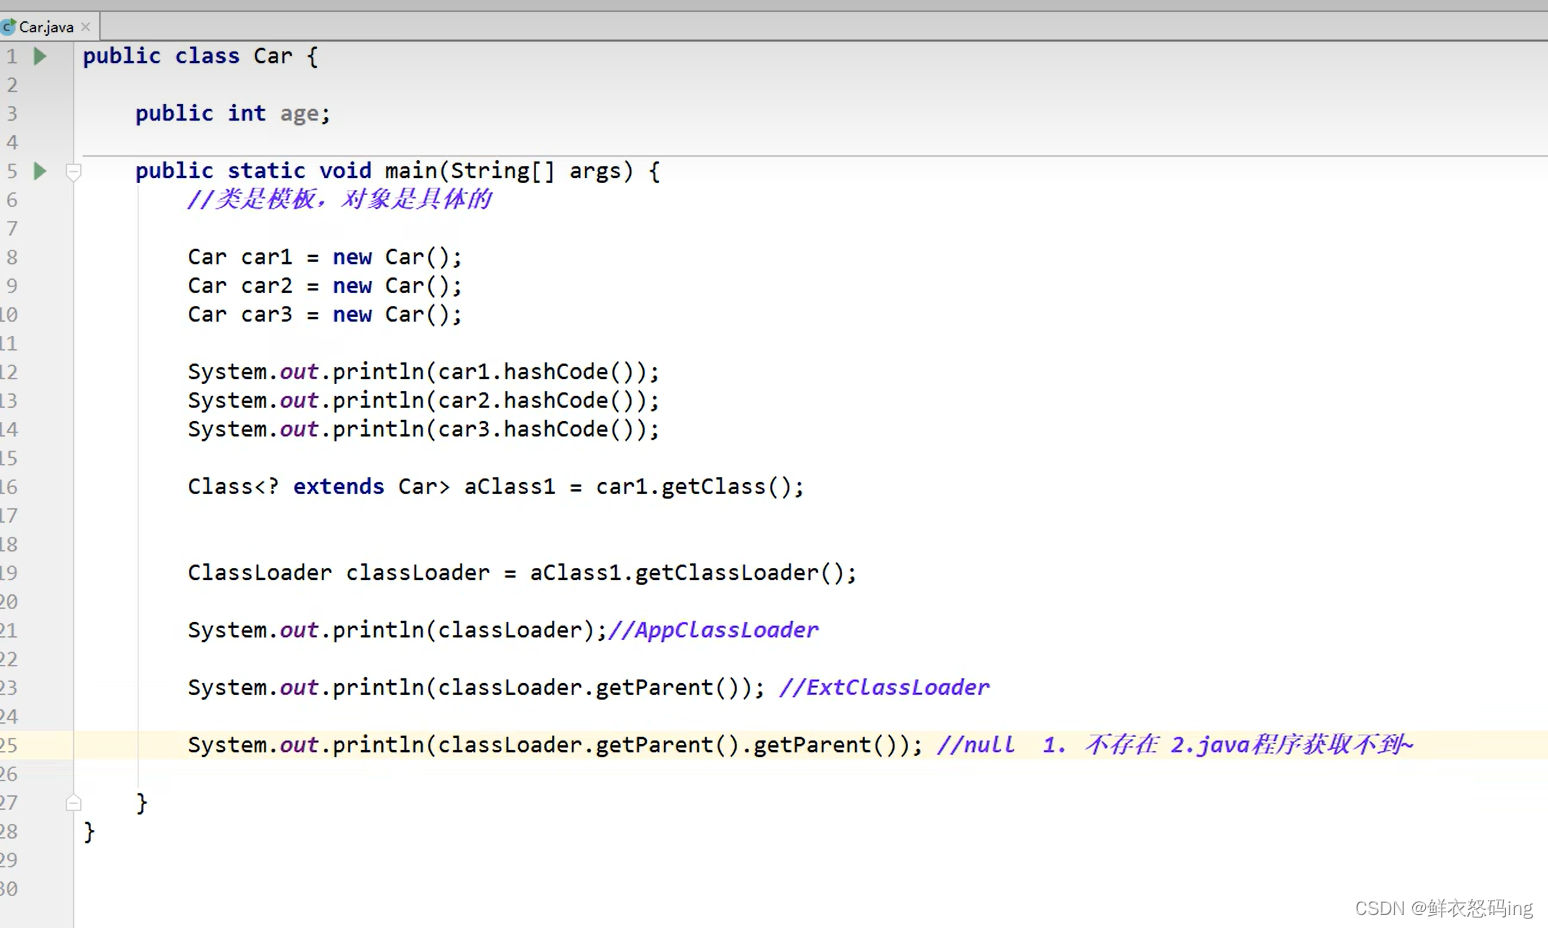 Car.java
1 public class Car {
2
3 public int age;
4
5 public static void main(String[] args) {
6 //类是模板，对象是具体的
7
8 Car car1 = new Car();
9 Car car2 = new Car();
10 Car car3 = new Car();
11
12 System.out.println(car1.hashCode());
13 System.out.println(car2.hashCode());
14 System.out.println(car3.hashCode());
15
16 Class<? extends Car> aClass1 = car1.getClass();
17
18
19 ClassLoader classLoader = aClass1.getClassLoader();
20
21 System.out.println(classLoader);//AppClassLoader
22
23 System.out.println(classLoader.getParent()); //ExtClassLoader
24
25 System.out.println(classLoader.getParent().getParent()); //null 1. 不存在 2.java程序获取不到~
26
27 }
28 }
29
30
CSDN @鲜衣怒码ing